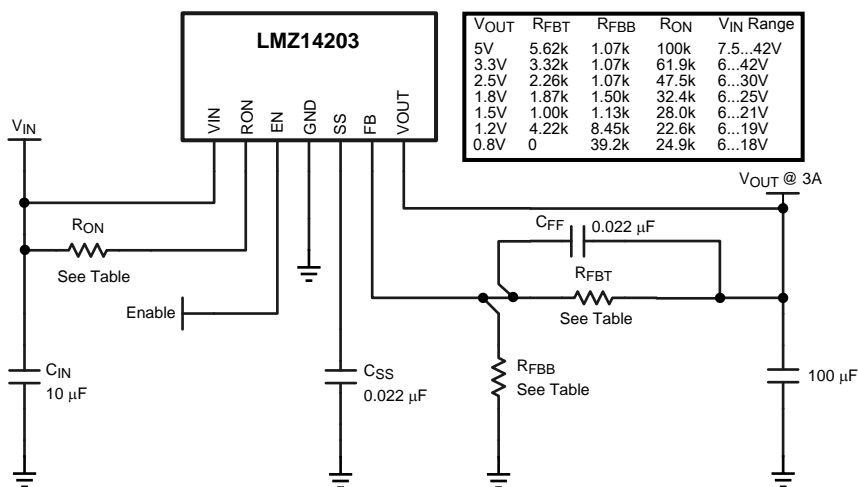 LMZ14203
VIN
RON
EN
GND
SS
FB
VOUT
VOUT RFBT RFBB RON VIN Range
5V 5.62k 1.07k 100k 7.5...42V
3.3V 3.32k 1.07k 61.9k 6...42V
2.5V 2.26k 1.07k 47.5k 6...30V
1.8V 1.87k 1.50k 32.4k 6...25V
1.5V 1.00k 1.13k 28.0k 6...21V
1.2V 4.22k 8.45k 22.6k 6...19V
0.8V 0 39.2k 24.9k 6...18V
VIN
VOUT @ 3A
RON
See Table
CFF 0.022 μF
RFBT
See Table
Enable
CIN
10 μF
CSS
0.022 μF
RFBB
See Table
100 μF